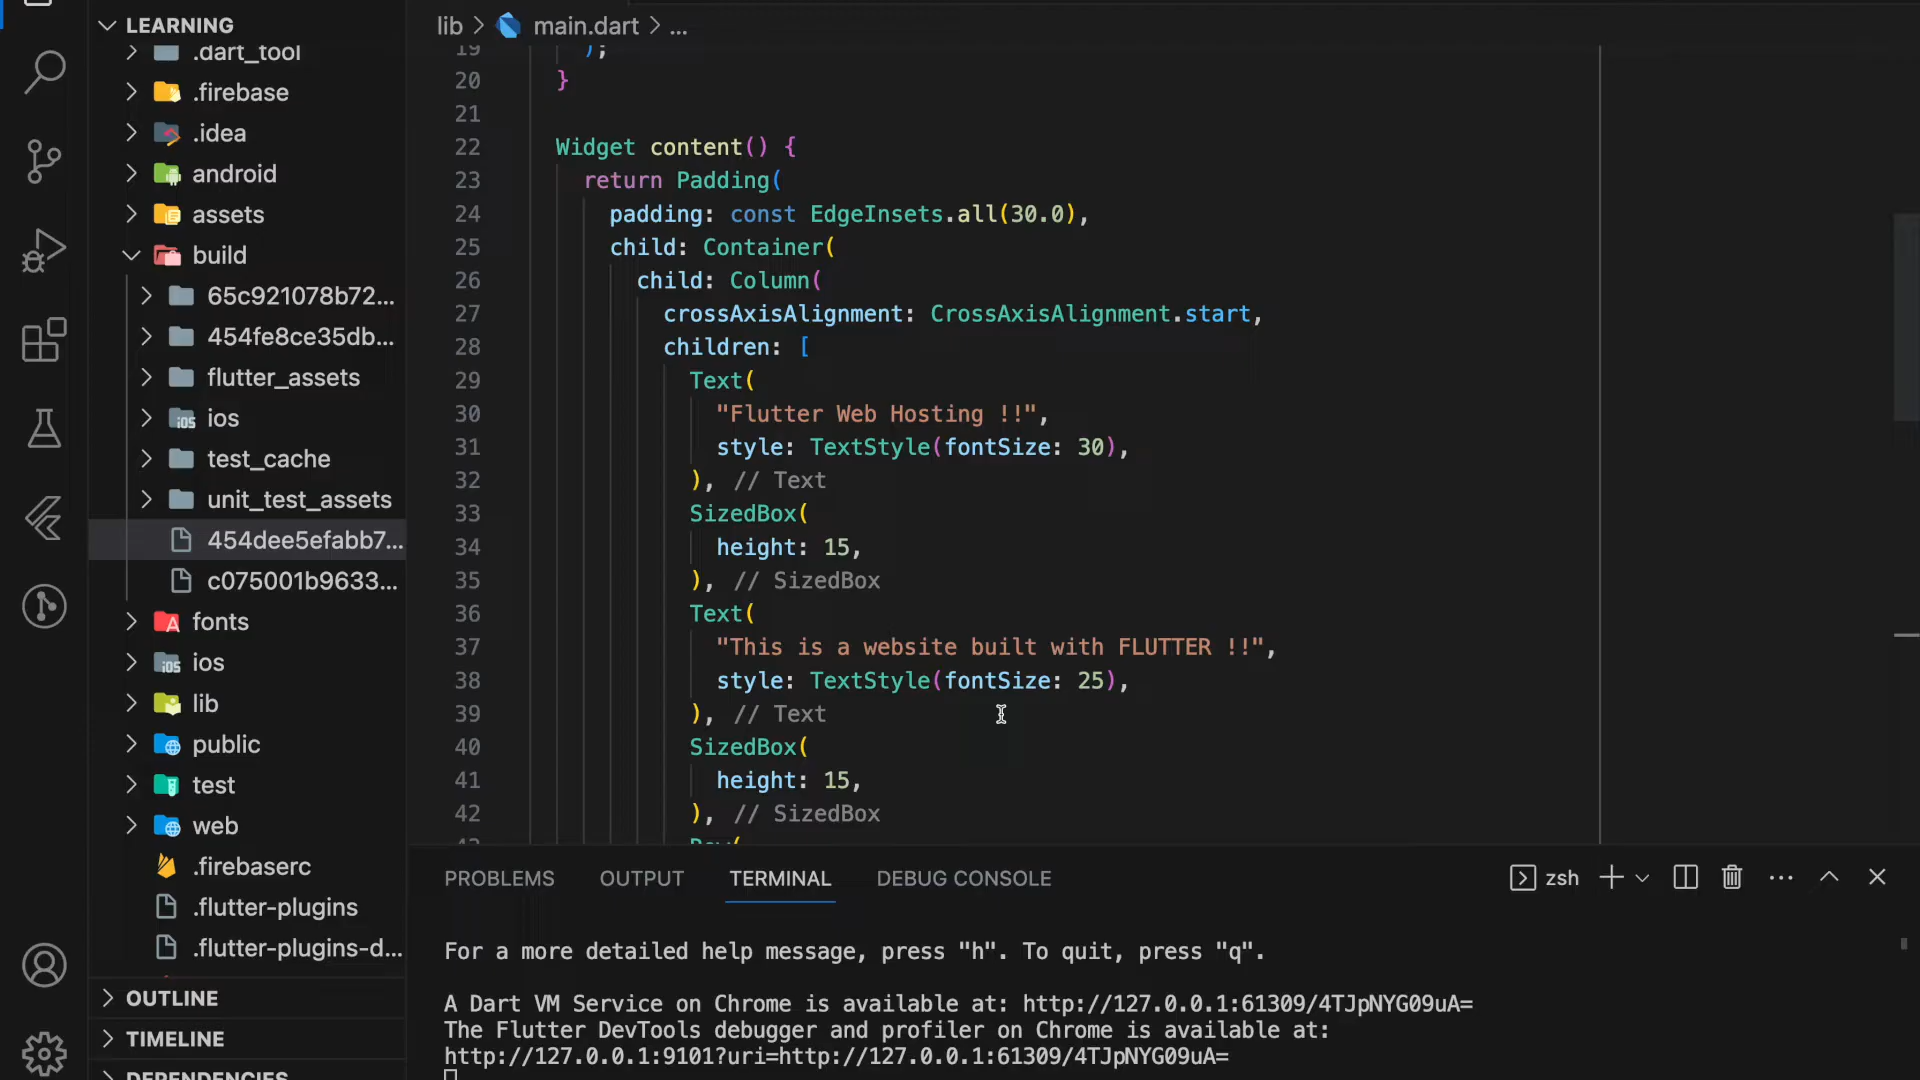 LEARNING
.dart_tool
.firebase
.idea
android
assets
build
65c921078b72...
454fe8ce35db...
flutter_assets
ios
test_cache
unit_test_assets
454dee5efabb7...
c075001b9633...
fonts
ios
lib
public
test
web
.firebaserc
.flutter-plugins
.flutter-plugins-d...
OUTLINE
TIMELINE
DEPENDENCIES
lib > main.dart > ...
19 );
20 }
21
22 Widget content() {
23 return Padding(
24 padding: const EdgeInsets.all(30.0),
25 child: Container(
26 child: Column(
27 crossAxisAlignment: CrossAxisAlignment.start,
28 children: [
29 Text(
30 "Flutter Web Hosting !!",
31 style: TextStyle(fontSize: 30),
32 ), // Text
33 SizedBox(
34 height: 15,
35 ), // SizedBox
36 Text(
37 "This is a website built with FLUTTER !!",
38 style: TextStyle(fontSize: 25),
39 ), // Text
40 SizedBox(
41 height: 15,
42 ), // SizedBox
43 Row(
PROBLEMS OUTPUT TERMINAL DEBUG CONSOLE zsh
For a more detailed help message, press "h". To quit, press "q".
A Dart VM Service on Chrome is available at: http://127.0.0.1:61309/4TJpNYG09uA=
The Flutter DevTools debugger and profiler on Chrome is available at:
http://127.0.0.1:9101?uri=http://127.0.0.1:61309/4TJpNYG09uA=